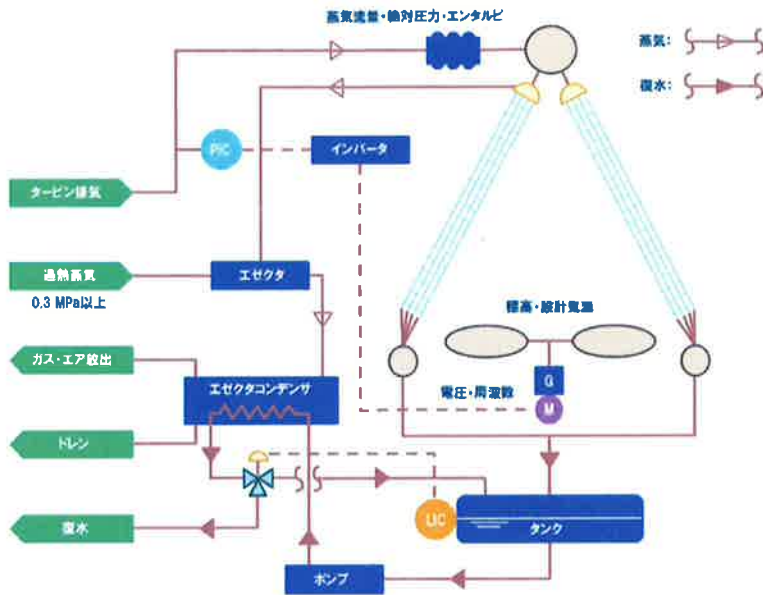 蒸気流量・絶対圧力・エンタルピ
蒸気:
復水:
PIC
インバータ
タービン排気
過熱蒸気
エゼクタ
0.3 MPa以上
標高・設計気温
ガス・エア放出
エゼクタコンデンサ
G
電圧・周波数
M
ドレン
LIC
タンク
復水
ポンプ